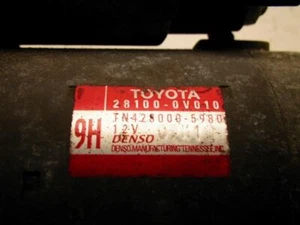 TOYOTA
28100-0V010
TN428000-5980
9H 12V
DENSO
DENSO MANUFACTURING TENNESSEE, INC.